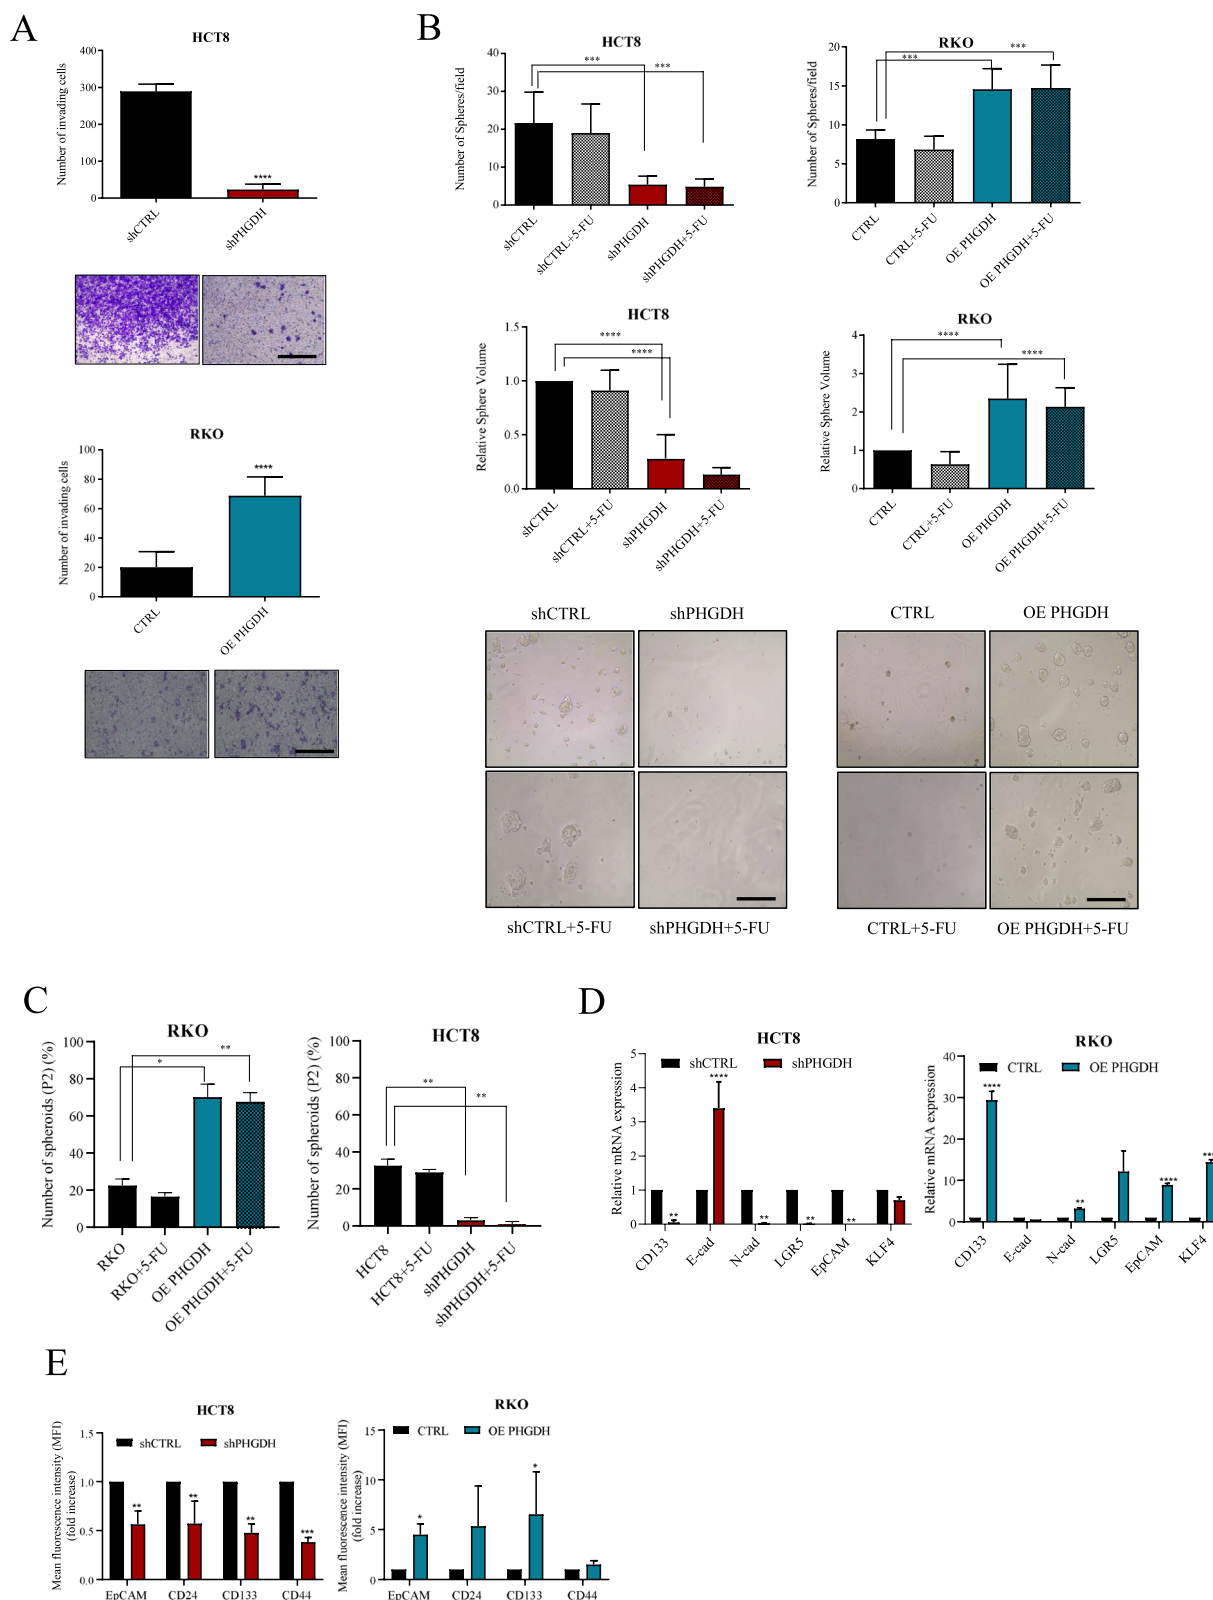 A
HCT8
Number of invading cells
400
300
200
100
0
****
shCTRL
shPHGDH
RKO
Number of invading cells
100
80
60
40
20
0
****
CTRL
OE PHGDH
B
HCT8
Number of Spheres/field
40
30
20
10
0
***
***
shCTRL
shCTRL+5-FU
shPHGDH
shPHGDH+5-FU
RKO
Number of Spheres/field
20
15
10
5
0
***
***
CTRL
CTRL+5-FU
OE PHGDH
OE PHGDH+5-FU
HCT8
Relative Sphere Volume
1.5
1.0
0.5
0.0
****
****
shCTRL
shCTRL+5-FU
shPHGDH
shPHGDH+5-FU
RKO
Relative Sphere Volume
4
3
2
1
0
****
****
CTRL
CTRL+5-FU
OE PHGDH
OE PHGDH+5-FU
shCTRL shPHGDH
shCTRL+5-FU shPHGDH+5-FU
CTRL OE PHGDH
CTRL+5-FU OE PHGDH+5-FU
C
RKO
Number of spheroids (P2) (%)
100
80
60
40
20
0
*
**
RKO
RKO+5-FU
OE PHGDH
OE PHGDH+5-FU
HCT8
Number of spheroids (P2) (%)
100
80
60
40
20
0
**
**
HCT8
HCT8+5-FU
shPHGDH
shPHGDH+5-FU
D
HCT8
shCTRL shPHGDH
Relative mRNA expression
5
4
3
2
1
0
**
****
**
**
**
CD133
E-cad
N-cad
LGR5
EpCAM
KLF4
RKO
CTRL OE PHGDH
Relative mRNA expression
40
30
20
10
0
****
**
****
CD133
E-cad
N-cad
LGR5
EpCAM
KLF4
E
HCT8
shCTRL shPHGDH
Mean fluorescence intensity (MFI)
(fold increase)
1.5
1.0
0.5
0.0
**
**
**
***
EpCAM CD24 CD133 CD44
RKO
CTRL OE PHGDH
Mean fluorescence intensity (MFI)
(fold increase)
15
10
5
0
*
*
EpCAM CD24 CD133 CD44